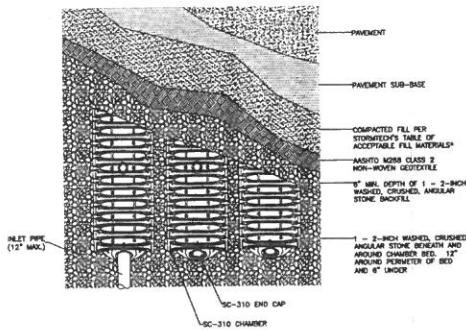 PAVEMENT
PAVEMENT SUB-BASE
COMPACTED FILL PER
STORMTECH'S TABLE OF
ACCEPTABLE FILL MATERIALS*
AASHTO M288 CLASS 2
NON-WOVEN GEOTEXTILE
6" MIN. DEPTH OF 1 - 2-INCH
WASHED, CRUSHED, ANGULAR
STONE BACKFILL
1 - 2-INCH WASHED, CRUSHED
ANGULAR STONE BENEATH AND
AROUND CHAMBER BED. 12"
AROUND PERIMETER OF BED
AND 6" UNDER
INLET PIPE
(12" MAX.)
SC-310 END CAP
SC-310 CHAMBER